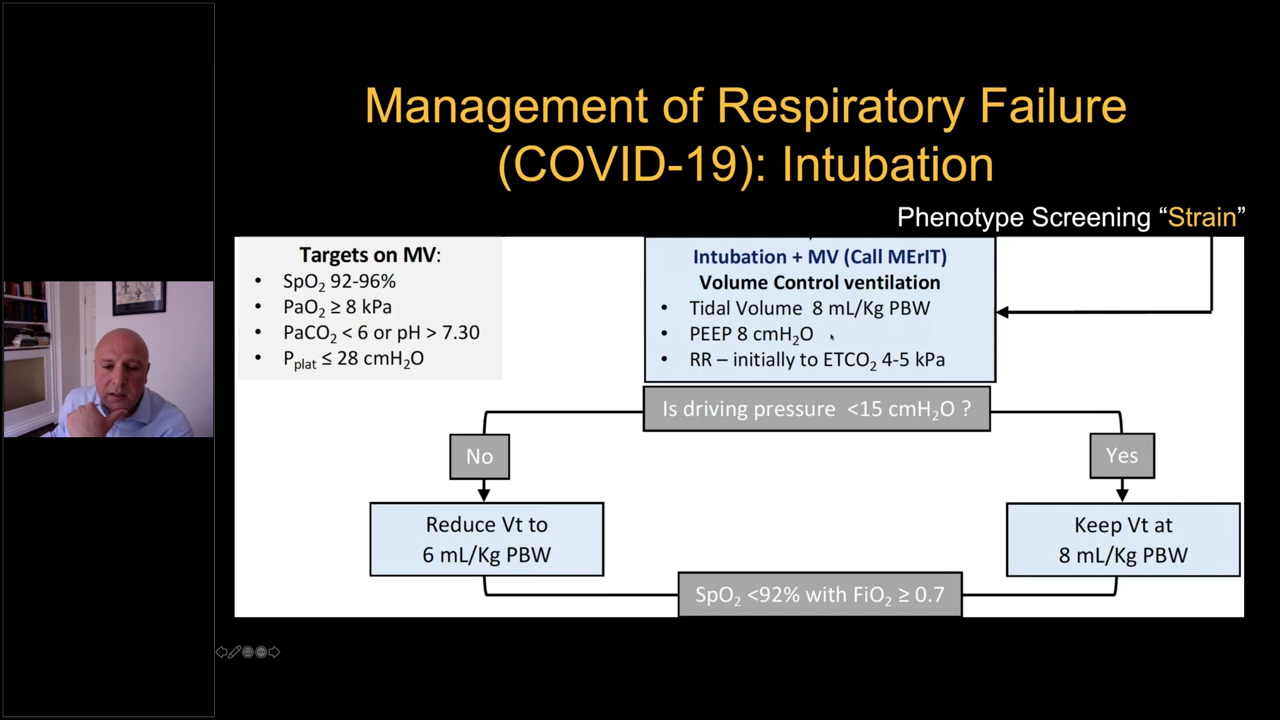 Management of Respiratory Failure
(COVID-19): Intubation
Phenotype Screening “Strain”
Targets on MV:
• SpO₂ 92-96%
• PaO₂ ≥ 8 kPa
• PaCO₂ < 6 or pH > 7.30
• Pplat ≤ 28 cmH₂O
Intubation + MV (Call MErIT)
Volume Control ventilation
• Tidal Volume 8 mL/Kg PBW
• PEEP 8 cmH₂O
• RR – initially to ETCO₂ 4-5 kPa
Is driving pressure <15 cmH₂O ?
No
Yes
Reduce Vt to
6 mL/Kg PBW
Keep Vt at
8 mL/Kg PBW
SpO₂ <92% with FiO₂ ≥ 0.7